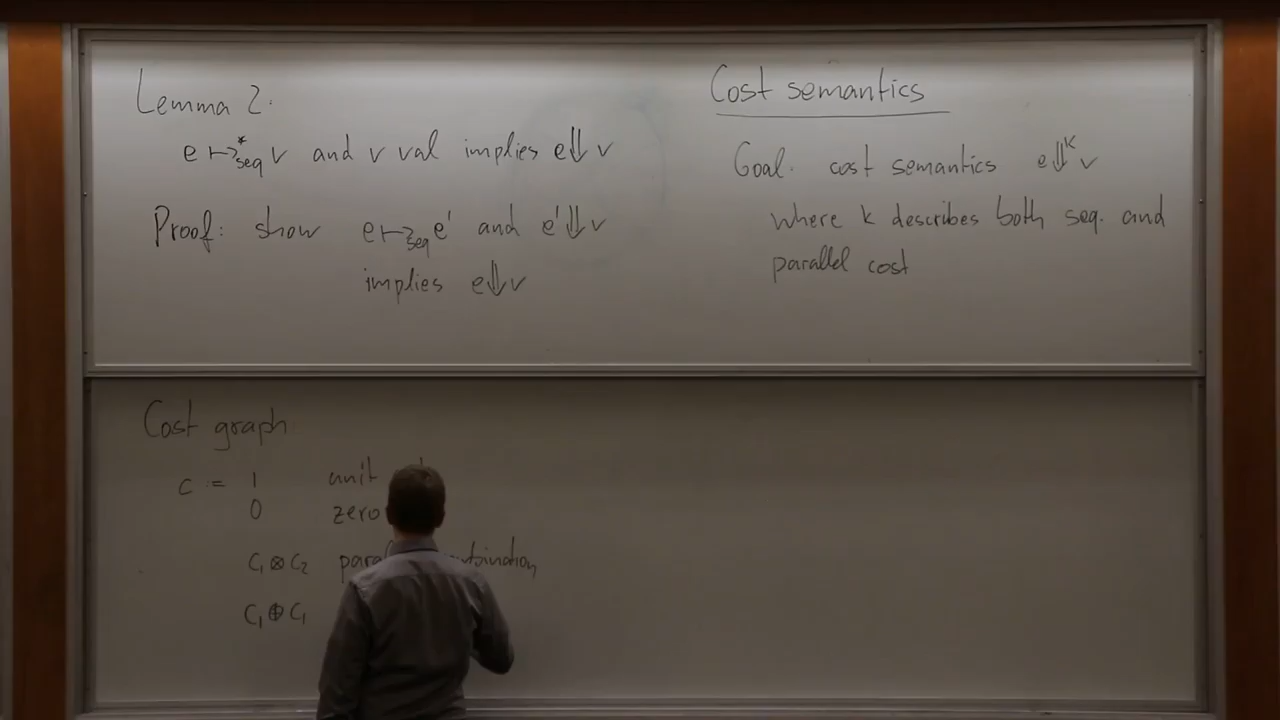 Lemma 2:
e ↦*seq v and v val implies e⇓v
Proof: show e ↦seq e' and e'⇓v
implies e⇓v
Cost semantics
Goal: cost semantics e⇓ᵏ v
where k describes both seq. and
parallel cost
Cost graph
c := 1 unit
0 zero
C₁ ⊗ C₂
C₁ ⊕ C₁